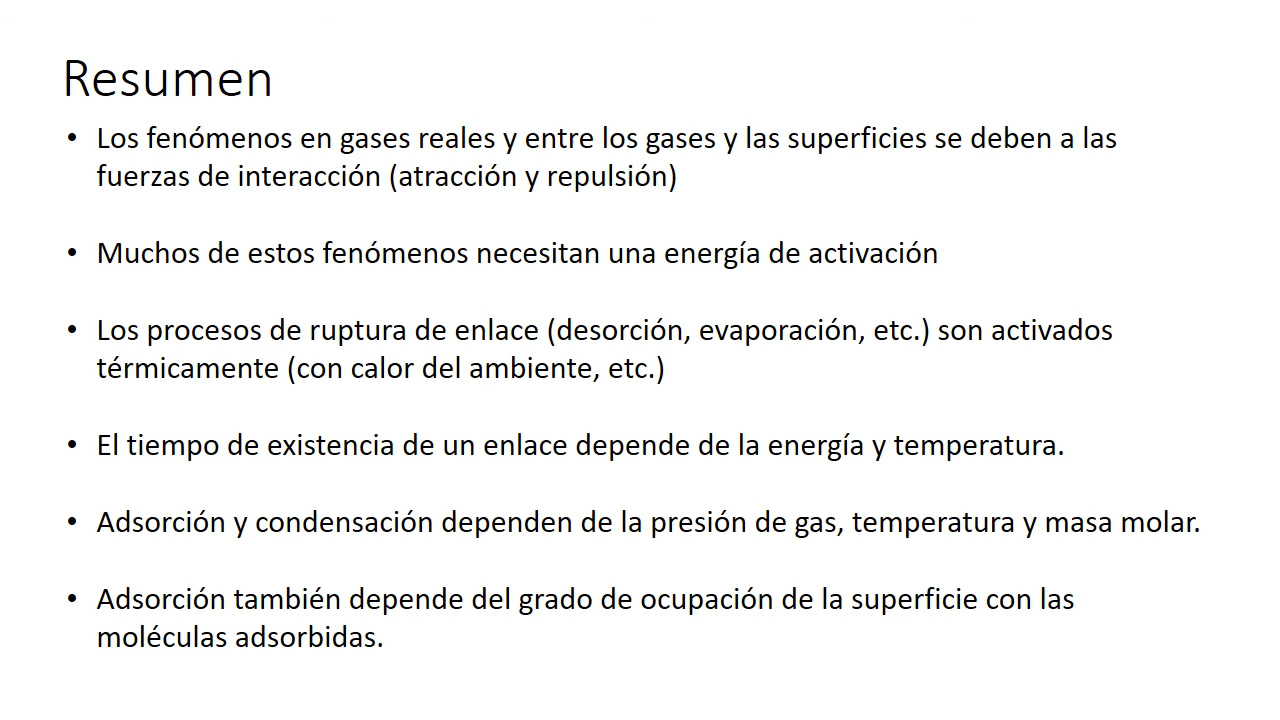 Resumen
• Los fenómenos en gases reales y entre los gases y las superficies se deben a las
fuerzas de interacción (atracción y repulsión)
• Muchos de estos fenómenos necesitan una energía de activación
• Los procesos de ruptura de enlace (desorción, evaporación, etc.) son activados
térmicamente (con calor del ambiente, etc.)
• El tiempo de existencia de un enlace depende de la energía y temperatura.
• Adsorción y condensación dependen de la presión de gas, temperatura y masa molar.
• Adsorción también depende del grado de ocupación de la superficie con las
moléculas adsorbidas.